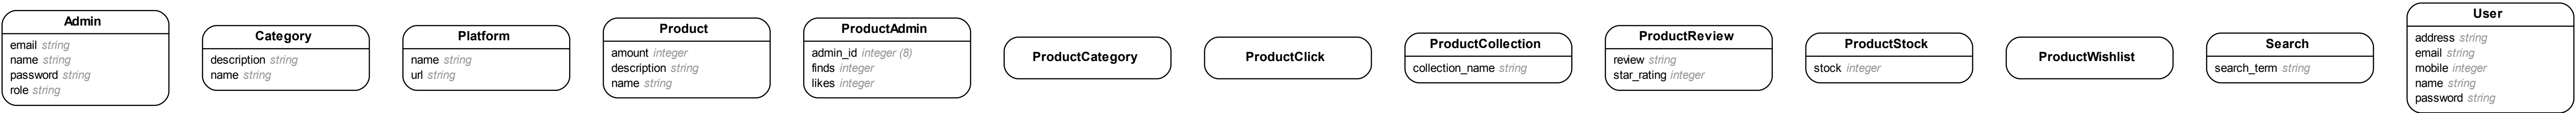 Admin
email string
name string
password string
role string
Category
description string
name string
Platform
name string
url string
Product
amount integer
description string
name string
ProductAdmin
admin_id integer (8)
finds integer
likes integer
ProductCategory
ProductClick
ProductCollection
collection_name string
ProductReview
review string
star_rating integer
ProductStock
stock integer
ProductWishlist
Search
search_term string
User
address string
email string
mobile integer
name string
password string